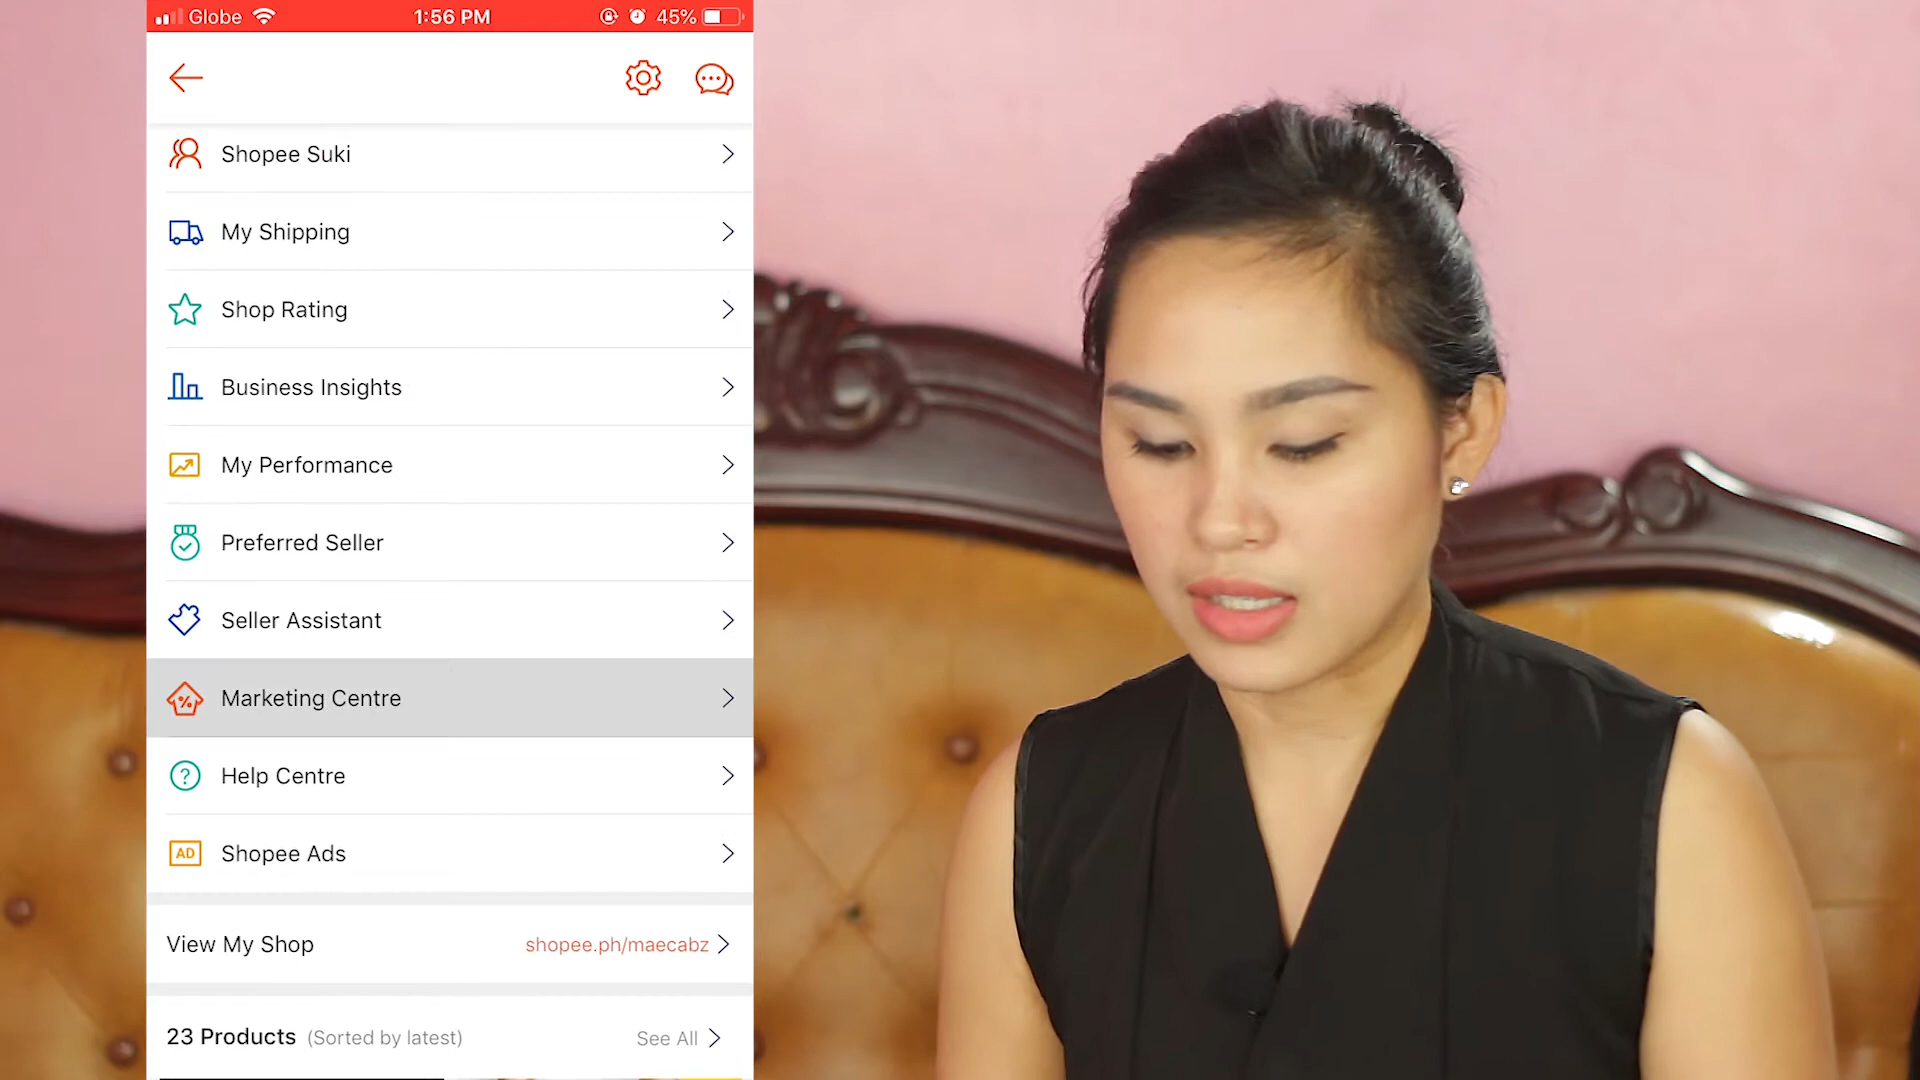 Globe 1:56 PM 45%
Shopee Suki
My Shipping
Shop Rating
Business Insights
My Performance
Preferred Seller
Seller Assistant
% Marketing Centre
? Help Centre
AD Shopee Ads
View My Shop shopee.ph/maecabz
23 Products (Sorted by latest) See All